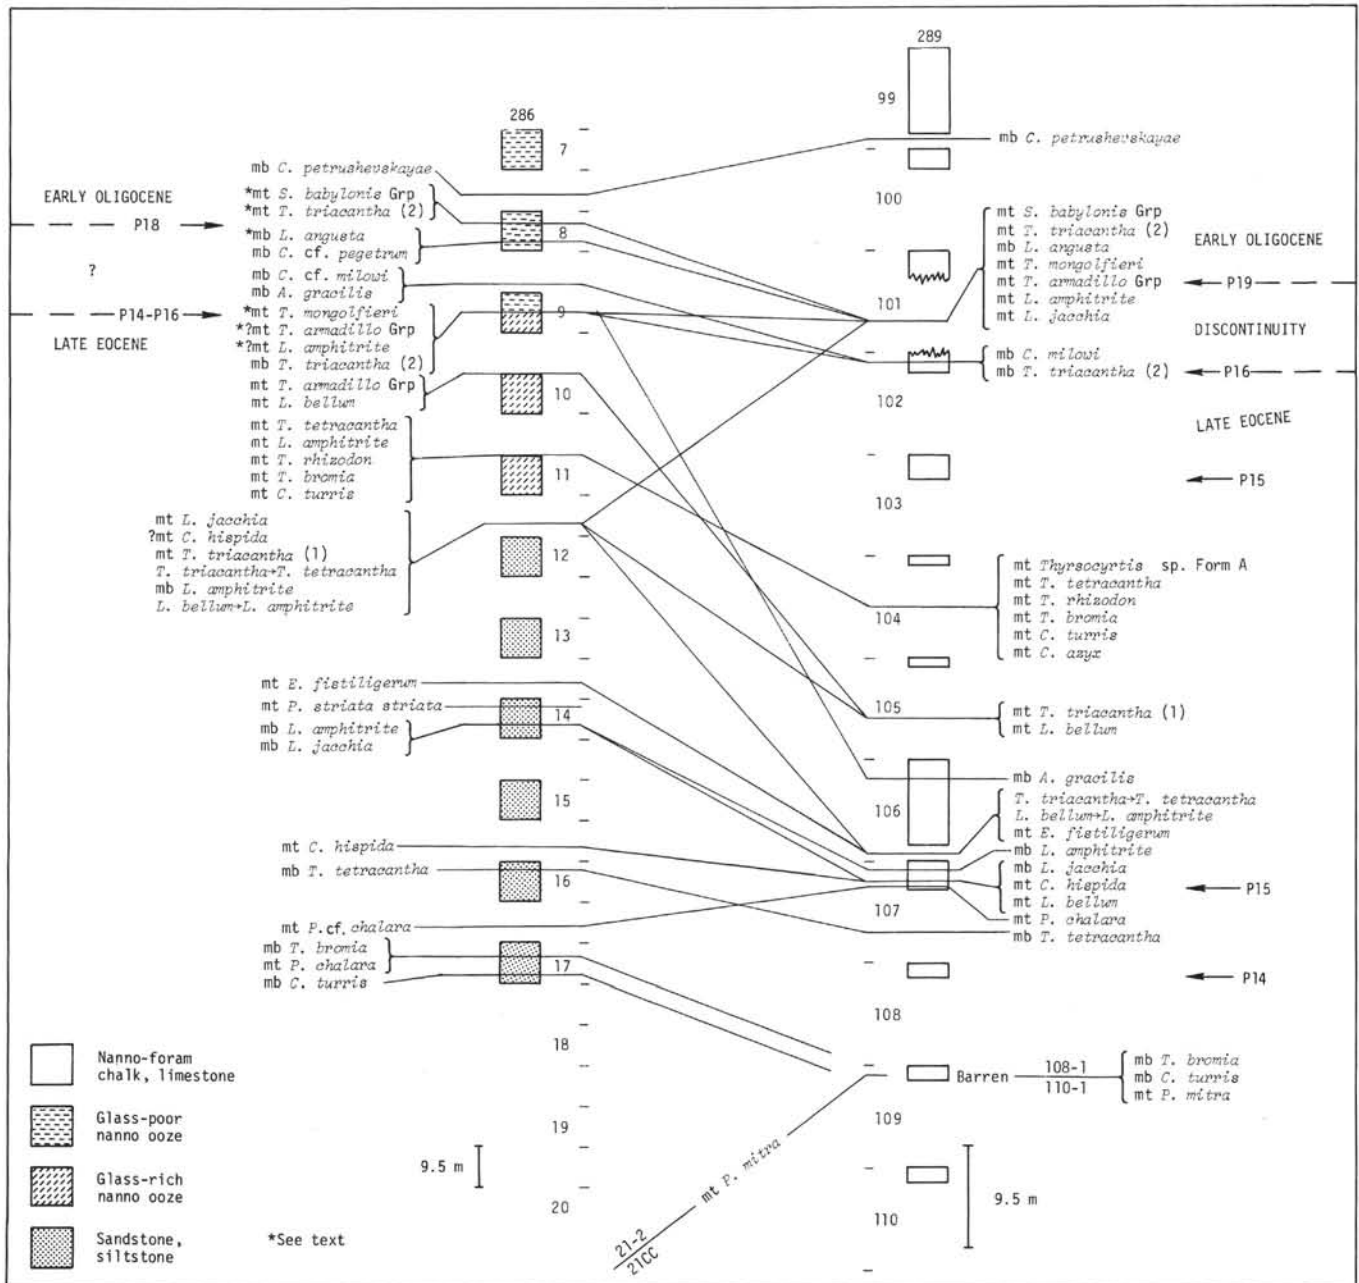 289
99
286
7
mb C. petrushevskayae
mb C. petrushevskayae
EARLY OLIGOCENE
P18
?
P14-P16
LATE EOCENE
*mt S. babylonis Grp
*mt T. triacantha (2)
*mb L. angusta
mb C. cf. pegetrum
mb C. cf. milowi
mb A. gracilis
*mt T. mongolfieri
*?mt T. armadillo Grp
*?mt L. amphitrite
mb T. triacantha (2)
mt T. armadillo Grp
mt L. bellum
mt T. tetracantha
mt L. amphitrite
mt T. rhizodon
mt T. bromia
mt C. turris
mt L. jacchia
?mt C. hispida
mt T. triacantha (1)
T. triacantha→T. tetracantha
mb L. amphitrite
L. bellum→L. amphitrite
mt E. fistiligerum
mt P. striata striata
mb L. amphitrite
mb L. jacchia
mt C. hispida
mb T. tetracantha
mt P. cf. chalara
mb T. bromia
mt P. chalara
mb C. turris
8
9
10
11
12
13
14
15
16
17
18
19
20
100
101
102
103
104
105
106
107
108
109
110
mt S. babylonis Grp
mt T. triacantha (2)
mb L. angusta
mt T. mongolfieri
mt T. armadillo Grp
mt L. amphitrite
mt L. jacchia
EARLY OLIGOCENE
P19
DISCONTINUITY
mb C. milowi
mb T. triacantha (2)
P16
LATE EOCENE
P15
mt Thyrsocyrtis sp. Form A
mt T. tetracantha
mt T. rhizodon
mt T. bromia
mt C. turris
mt C. azyx
mt T. triacantha (1)
mt L. bellum
mb A. gracilis
T. triacantha→T. tetracantha
L. bellum→L. amphitrite
mt E. fistiligerum
mb L. amphitrite
mb L. jacchia
mt C. hispida
mt L. bellum
P15
mt P. chalara
mb T. tetracantha
P14
Barren
108-1
110-1
mb T. bromia
mb C. turris
mt P. mitra
mt P. mitra
21-2
21CC
9.5 m
9.5 m
Nanno-foram
chalk, limestone
Glass-poor
nanno ooze
Glass-rich
nanno ooze
Sandstone,
siltstone
*See text